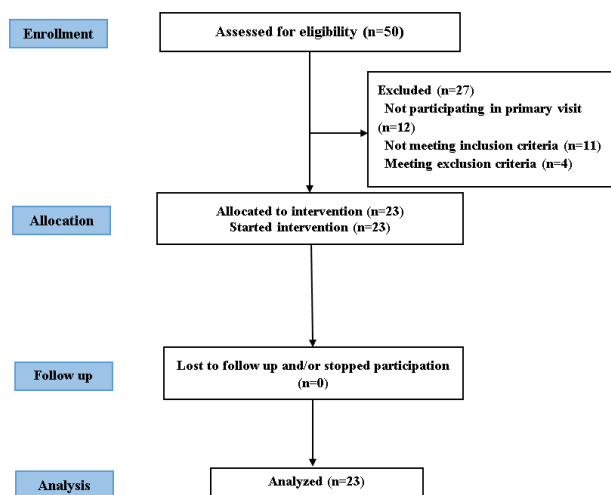 Enrollment
Assessed for eligibility (n=50)
Excluded (n=27)
Not participating in primary visit
(n=12)
Not meeting inclusion criteria (n=11)
Meeting exclusion criteria (n=4)
Allocation
Allocated to intervention (n=23)
Started intervention (n=23)
Follow up
Lost to follow up and/or stopped participation
(n=0)
Analysis
Analyzed (n=23)